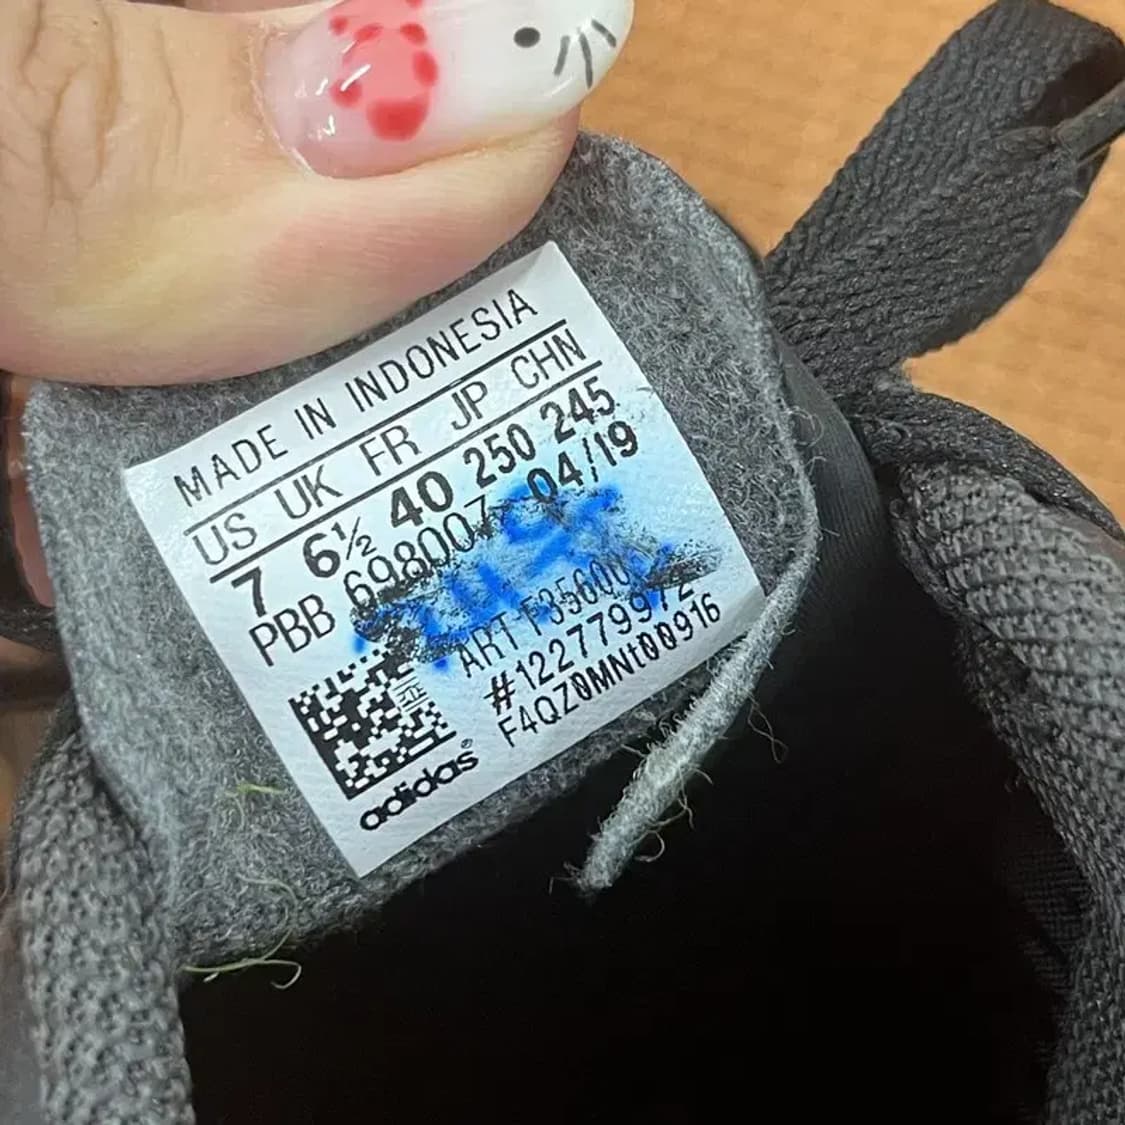 MADE IN INDONESIA
US UK FR JP CHN
7 6½ 40 250 245
PBB 698007 04/19
ART
#122779972
F4QZ0MNt00916
adidas®